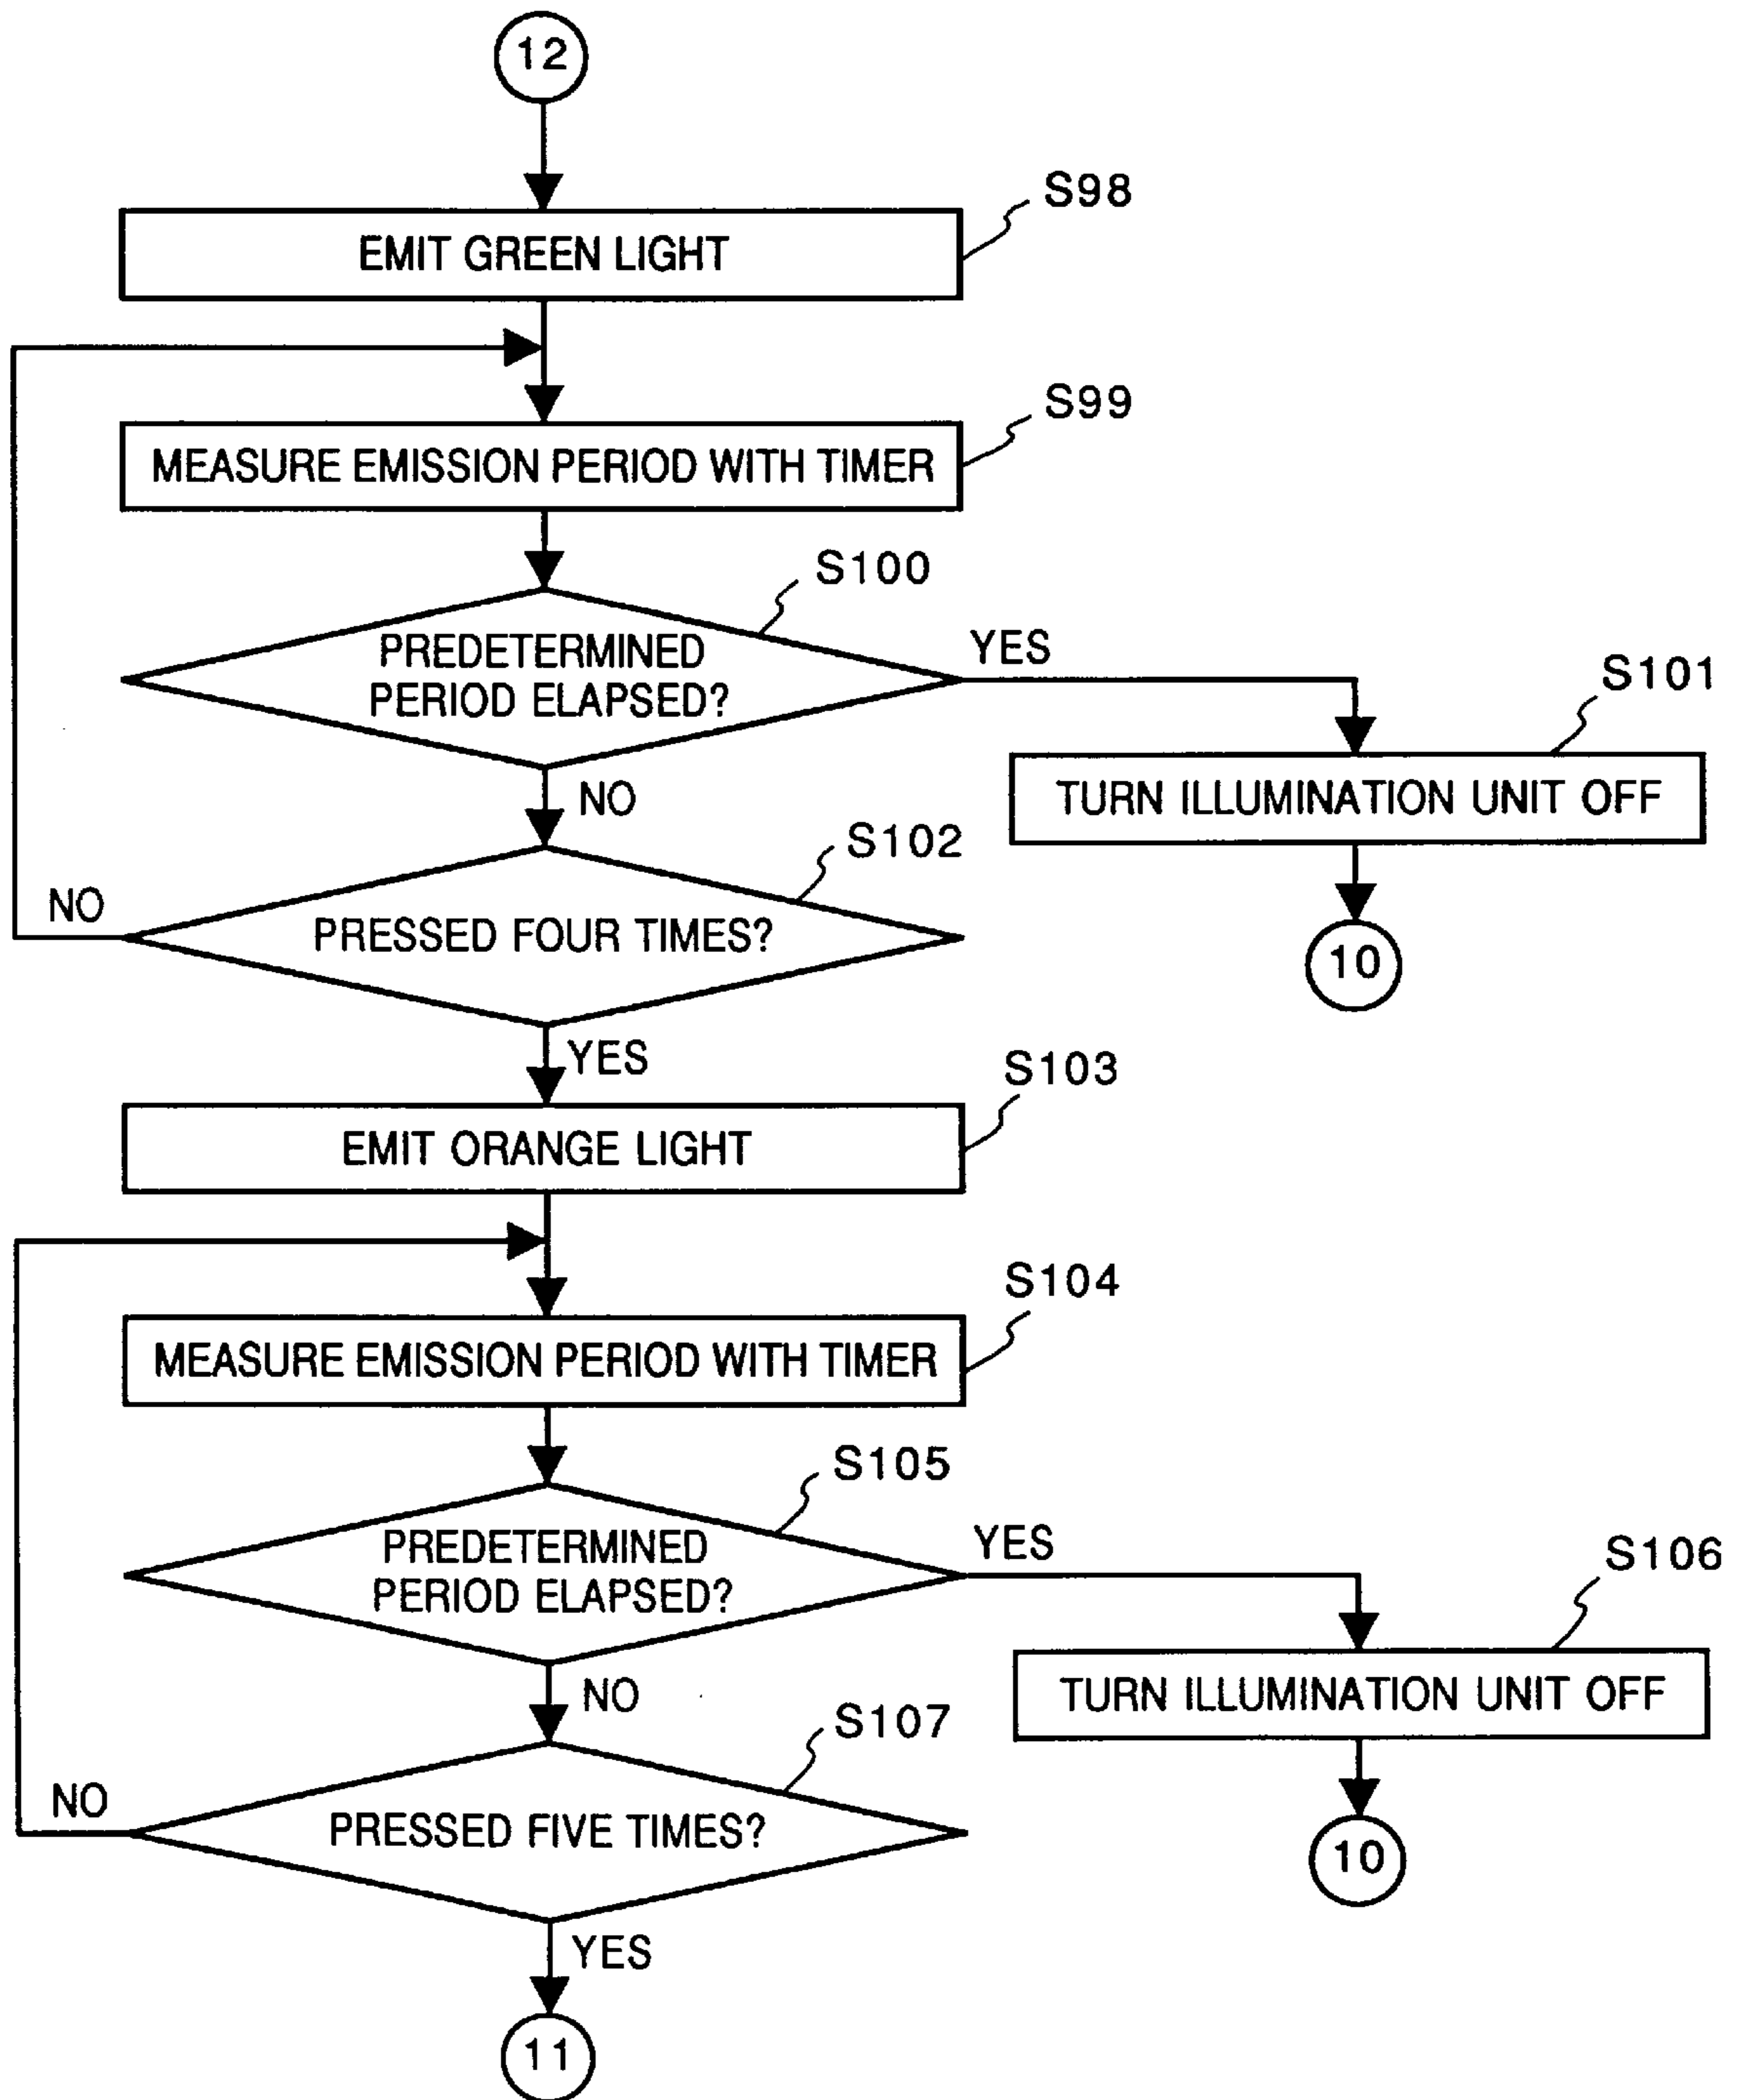 12
S98
EMIT GREEN LIGHT
S99
MEASURE EMISSION PERIOD WITH TIMER
S100
PREDETERMINED
PERIOD ELAPSED?
YES
S101
TURN ILLUMINATION UNIT OFF
NO
10
S102
PRESSED FOUR TIMES?
NO
YES
S103
EMIT ORANGE LIGHT
S104
MEASURE EMISSION PERIOD WITH TIMER
S105
PREDETERMINED
PERIOD ELAPSED?
YES
S106
TURN ILLUMINATION UNIT OFF
NO
10
S107
PRESSED FIVE TIMES?
NO
YES
11